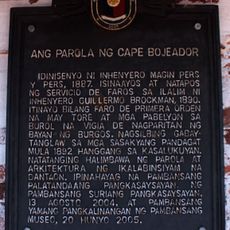 ANG PAROLA NG CAPE BOJEADOR
IDINISENYO NI INHENYERO MAGIN PERS
Y PERS, 1887. ISINAAYOS AT NATAPOS
NG SERVICIO DE FAROS SA ILALIM NI
INHENYERO GUILLERMO BROCKMAN, 1890.
ITINAYO BILANG FARO DE PRIMERA ORDEN
NA MAY TORE AT MGA PABELYON SA
BUROL NA VIGIA DE NAGPARITAN NG
BAYAN NG BURGOS. NAGSILBING GABAY-
TANGLAW SA MGA SASAKYANG PANDAGAT
MULA 1892 HANGGANG SA KASALUKUYAN.
NATATANGING HALIMBAWA NG PAROLA AT
ARKITEKTURA NG IKALABINSIYAM NA
DANTAON. IPINAHAYAG NA PAMBANSANG
PALATANDAANG PANGKASAYSAYAN NG
PAMBANSANG SURIANG PANGKASAYSAYAN,
13 AGOSTO 2004, AT PAMBANSANG
YAMANG PANGKALINANGAN NG PAMBANSANG
MUSEO, 20 HUNYO 2005.